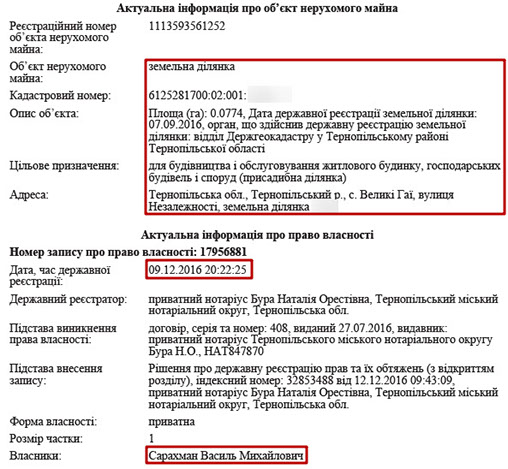 Актуальна інформація про об’єкт нерухомого майна
Реєстраційний номер 1113593561252
об’єкта нерухомого
майна:
Об’єкт нерухомого земельна ділянка
майна:
Кадастровий номер: 6125281700:02:001:
Опис об’єкта: Площа (га): 0.0774, Дата державної реєстрації земельної ділянки:
07.09.2016, орган, що здійснив державну реєстрацію земельної
ділянки: відділ Держгеокадастру у Тернопільському районі
Тернопільської області
Цільове призначення: для будівництва і обслуговування житлового будинку, господарських
будівель і споруд (присадибна ділянка)
Адреса: Тернопільська обл., Тернопільський р., с. Великі Гаї, вулиця
Незалежності, земельна ділянка
Актуальна інформація про право власності
Номер запису про право власності: 17956881
Дата, час державної 09.12.2016 20:22:25
реєстрації:
Державний реєстратор: приватний нотаріус Бура Наталія Орестівна, Тернопільський міський
нотаріальний округ, Тернопільська обл.
Підстава виникнення договір, серія та номер: 408, виданий 27.07.2016, видавник:
права власності: приватний нотаріус Тернопільського міського нотаріального округу
Бура Н.О., НАТ847870
Підстава внесення Рішення про державну реєстрацію прав та їх обтяжень (з відкриттям
запису: розділу), індексний номер: 32853488 від 12.12.2016 09:43:09,
приватний нотаріус Бура Наталія Орестівна, Тернопільський міський
нотаріальний округ, Тернопільська обл.
Форма власності: приватна
Розмір частки: 1
Власники: Сарахман Василь Михайлович